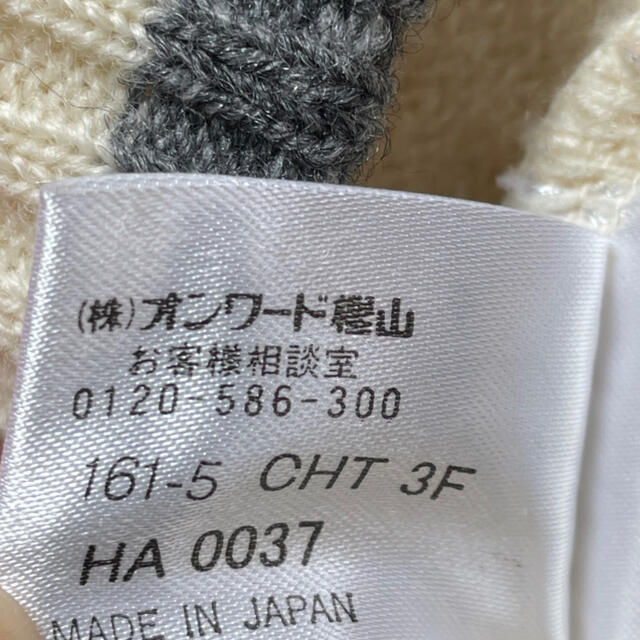 (株)オンワード樫山
お客様相談室
0120-586-300
161-5 CHT 3F
HA 0037
MADE IN JAPAN